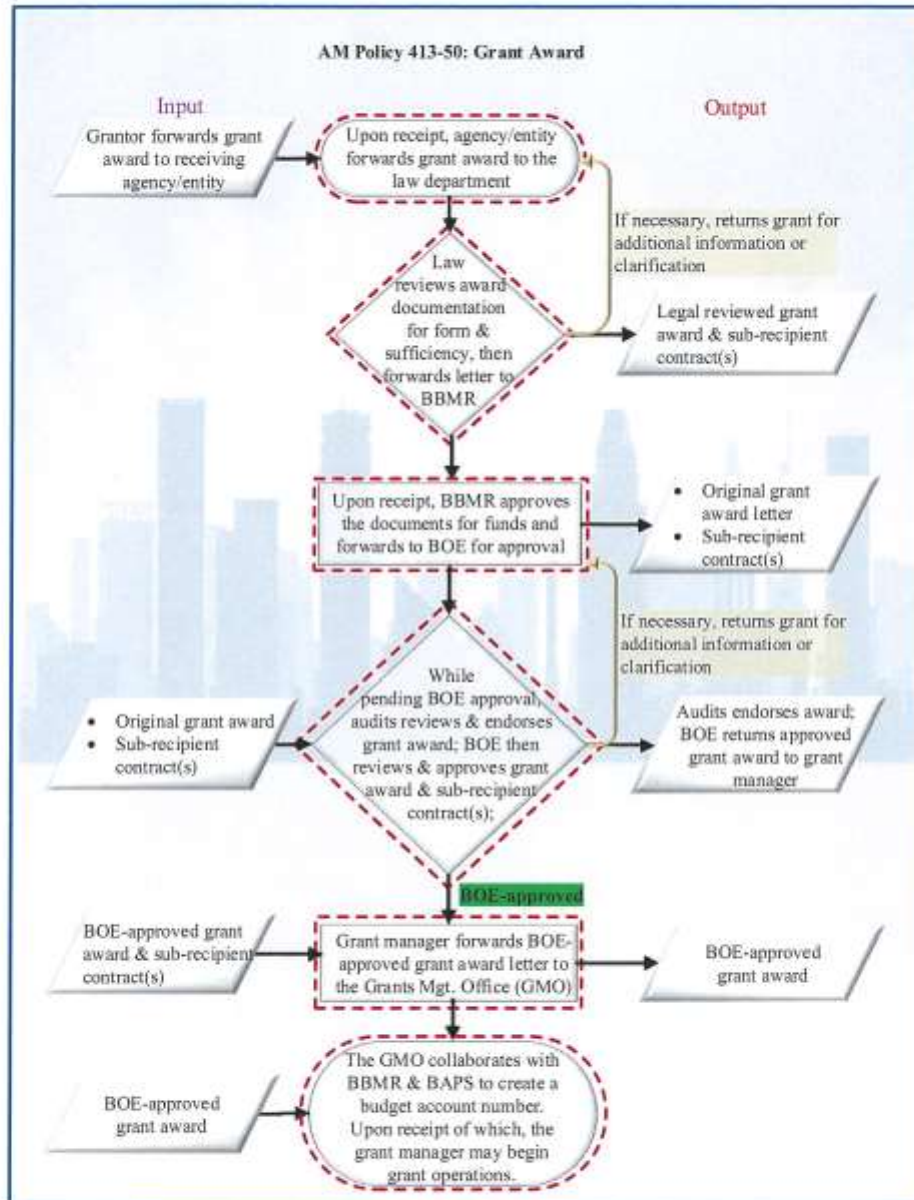 AM Policy 413-50: Grant Award
Input
Output
Grantor forwards grant
award to receiving
agency/entity
Upon receipt, agency/entity
forwards grant award to the
law department
If necessary, returns grant for
additional information or
clarification
Law
reviews award
documentation
for form &
sufficiency, then
forwards letter to
BBMR
Legal reviewed grant
award & sub-recipient
contract(s)
Upon receipt, BBMR approves
the documents for funds and
forwards to BOE for approval
• Original grant
award letter
• Sub-recipient
contract(s)
If necessary, returns grant for
additional information or
clarification
• Original grant award
• Sub-recipient
contract(s)
While
pending BOE approval,
audits reviews & endorses
grant award; BOE then
reviews & approves grant
award & sub-recipient
contract(s);
Audits endorses award;
BOE returns approved
grant award to grant
manager
BOE-approved
BOE-approved grant
award & sub-recipient
contract(s)
Grant manager forwards BOE-
approved grant award letter to
the Grants Mgt. Office (GMO)
BOE-approved
grant award
BOE-approved
grant award
The GMO collaborates with
BBMR & BAPS to create a
budget account number.
Upon receipt of which, the
grant manager may begin
grant operations.